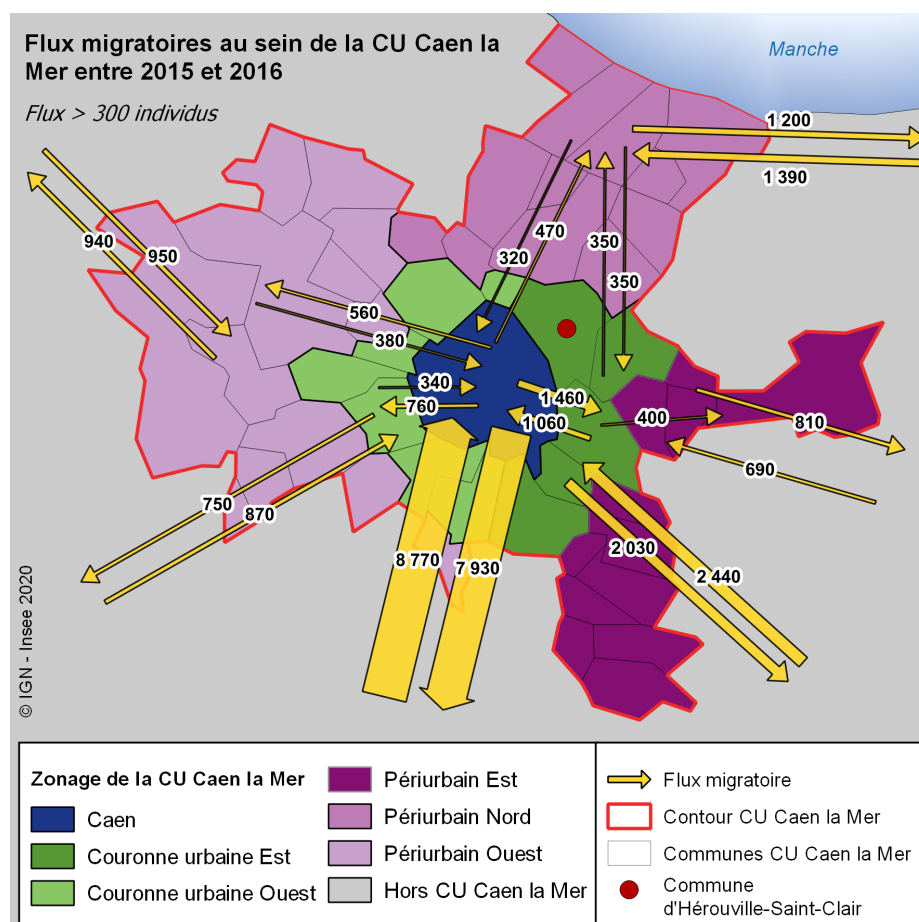 Flux migratoires au sein de la CU Caen la
Mer entre 2015 et 2016
Flux > 300 individus
Manche
1 200
1 390
940
950
320
470
350
350
560
380
340
760
1 460
1 060
400
810
690
750
870
8 770
7 930
2 030
2 440
© IGN - Insee 2020
Zonage de la CU Caen la Mer
Caen
Couronne urbaine Est
Couronne urbaine Ouest
Périurbain Est
Périurbain Nord
Périurbain Ouest
Hors CU Caen la Mer
Flux migratoire
Contour CU Caen la Mer
Communes CU Caen la Mer
Commune
d'Hérouville-Saint-Clair